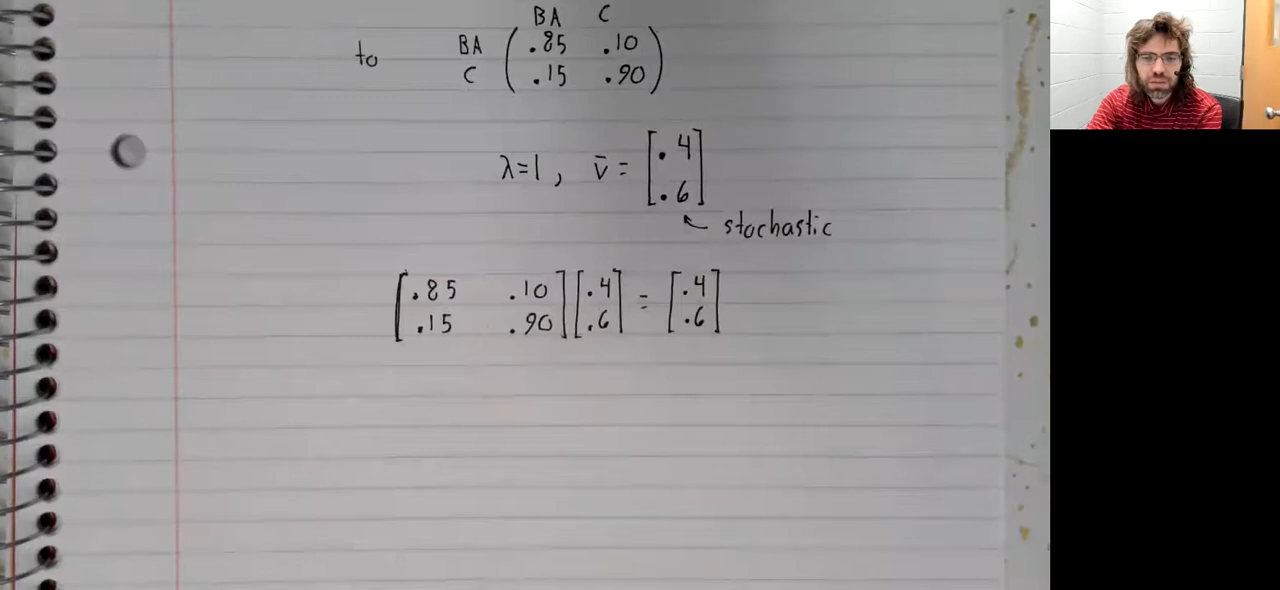 BA C
to BA ( .85 .10 )
C ( .15 .90 )
λ=1, v̄ = [ .4
.6 ]
↖ stochastic
[ .85 .10 ] [ .4 ] = [ .4 ]
[ .15 .90 ] [ .6 ] [ .6 ]